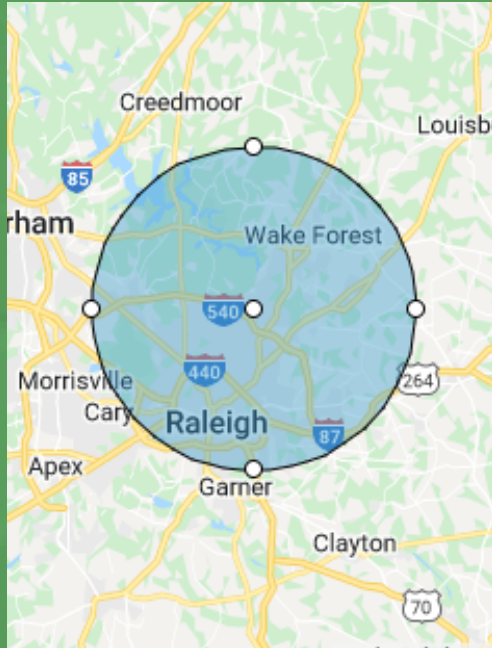 Creedmoor
Louisb
85
rham
Wake Forest
540
440
264
Morrisville
Cary
Raleigh
87
Apex
Garner
Clayton
70